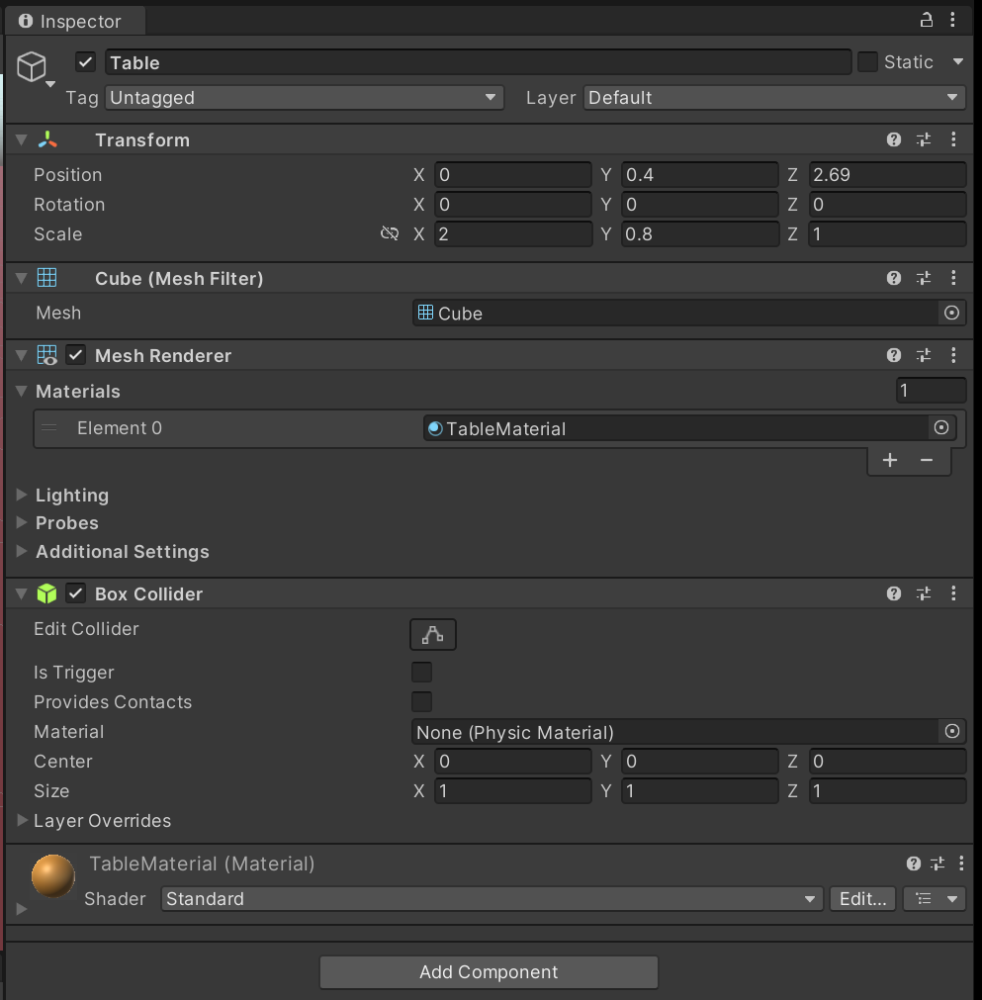 Inspector
Table Static
Tag Untagged Layer Default
Transform
Position X 0 Y 0.4 Z 2.69
Rotation X 0 Y 0 Z 0
Scale X 2 Y 0.8 Z 1
Cube (Mesh Filter)
Mesh Cube
Mesh Renderer
Materials 1
Element 0 TableMaterial
Lighting
Probes
Additional Settings
Box Collider
Edit Collider
Is Trigger
Provides Contacts
Material None (Physic Material)
Center X 0 Y 0 Z 0
Size X 1 Y 1 Z 1
Layer Overrides
TableMaterial (Material)
Shader Standard Edit...
Add Component